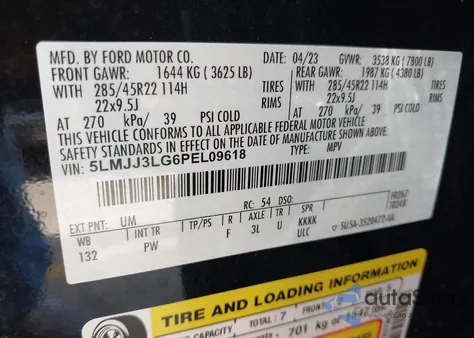 MFD. BY FORD MOTOR CO.
04/23 GVWR: 3538 KG (7800 LB)
FRONT GAWR: 1644 KG (3625 LB) REAR GAWR: 1987 KG (4380 LB)
WITH 285/45R22 114H TIRES WITH 285/45R22 114H TIRES
22x9.5J RIMS 22x9.5J RIMS
AT 270 kPa/ 39 PSI COLD AT 270 kPa/ 39 PSI COLD
THIS VEHICLE CONFORMS TO ALL APPLICABLE FEDERAL MOTOR VEHICLE
SAFETY STANDARDS IN EFFECT ON THE DATE OF MANUFACTURE SHOWN ABOVE.
VIN: 5LMJJ3LG6PEL09618 TYPE: MPV
EXT PNT: UM RC: 54 DSO:
WB INT TR TP/PS R AXLE TR SPR
132 PW F 3L U KKKK
ULC
TIRE AND LOADING INFORMATION
CAPACITY TOTAL: 7 FRONT
701 kg or